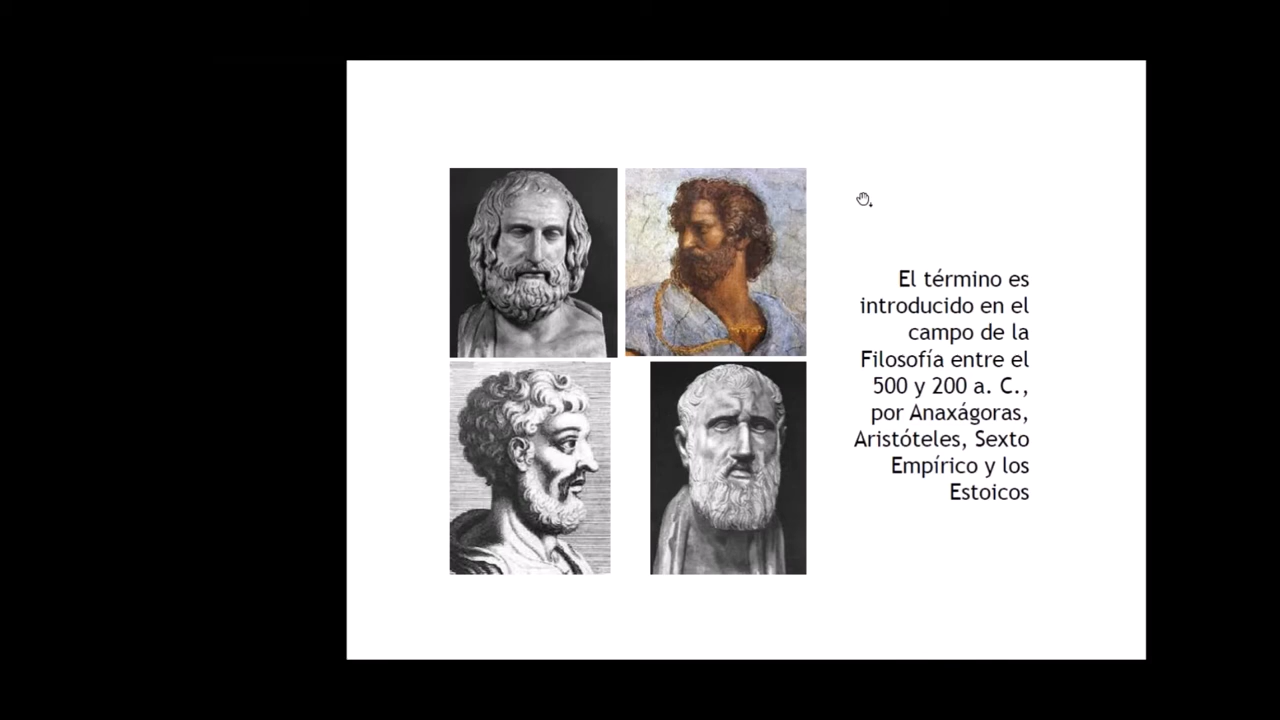 El término es
introducido en el
campo de la
Filosofía entre el
500 y 200 a. C.,
por Anaxágoras,
Aristóteles, Sexto
Empírico y los
Estoicos